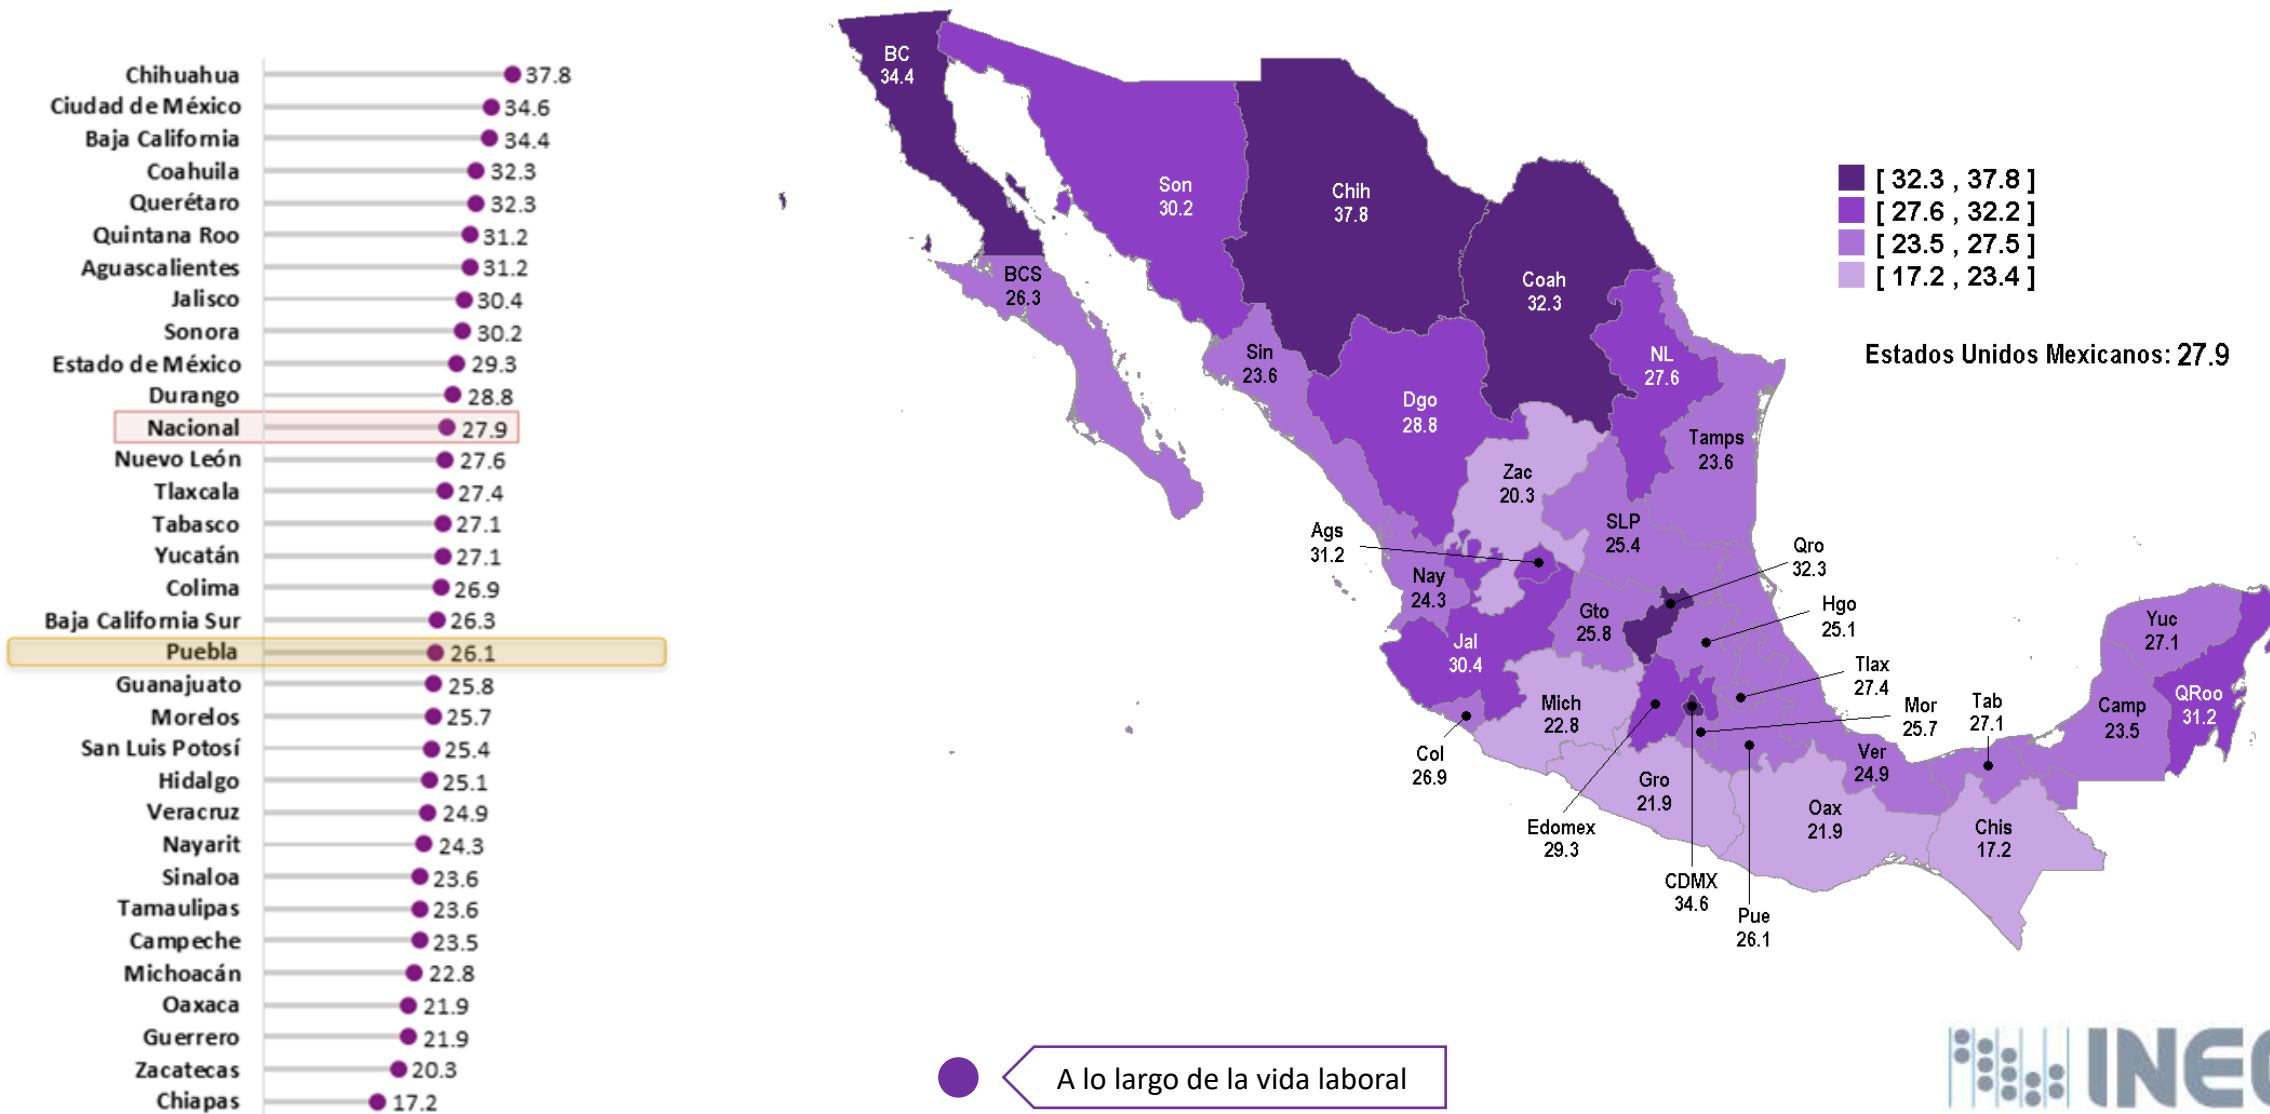 Chihuahua 37.8
Ciudad de México 34.6
Baja California 34.4
Coahuila 32.3
Querétaro 32.3
Quintana Roo 31.2
Aguascalientes 31.2
Jalisco 30.4
Sonora 30.2
Estado de México 29.3
Durango 28.8
Nacional 27.9
Nuevo León 27.6
Tlaxcala 27.4
Tabasco 27.1
Yucatán 27.1
Colima 26.9
Baja California Sur 26.3
Puebla 26.1
Guanajuato 25.8
Morelos 25.7
San Luis Potosí 25.4
Hidalgo 25.1
Veracruz 24.9
Nayarit 24.3
Sinaloa 23.6
Tamaulipas 23.6
Campeche 23.5
Michoacán 22.8
Oaxaca 21.9
Guerrero 21.9
Zacatecas 20.3
Chiapas 17.2
BC
34.4
Son
30.2
Chih
37.8
Coah
32.3
BCS
26.3
Sin
23.6
Dgo
28.8
NL
27.6
Tamps
23.6
Zac
20.3
SLP
25.4
Ags
31.2
Nay
24.3
Gto
25.8
Qro
32.3
Hgo
25.1
Tlax
27.4
Mor
25.7
Tab
27.1
Jal
30.4
Mich
22.8
Col
26.9
Gro
21.9
Edomex
29.3
CDMX
34.6
Pue
26.1
Oax
21.9
Ver
24.9
Chis
17.2
Camp
23.5
Yuc
27.1
QRoo
31.2
[ 32.3 , 37.8 ]
[ 27.6 , 32.2 ]
[ 23.5 , 27.5 ]
[ 17.2 , 23.4 ]
Estados Unidos Mexicanos: 27.9
A lo largo de la vida laboral
INEG